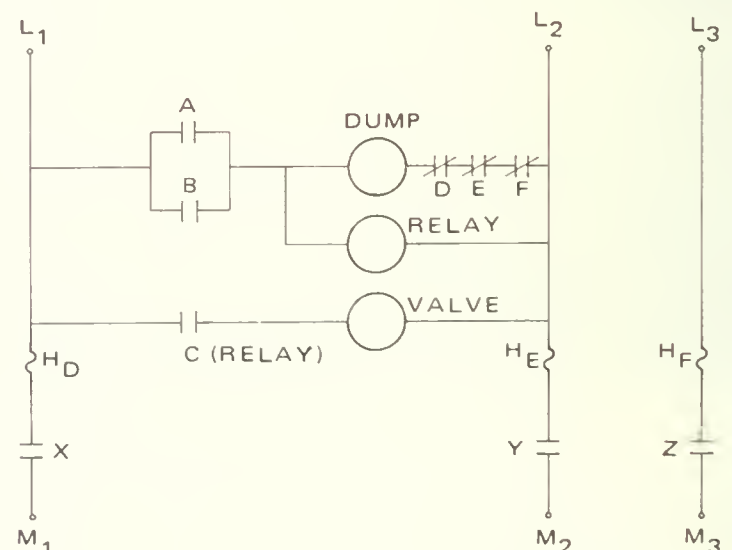 L1 L2 L3
A
DUMP
B
D E F
RELAY
VALVE
C (RELAY)
HD HE HF
X Y Z
M1 M2 M3